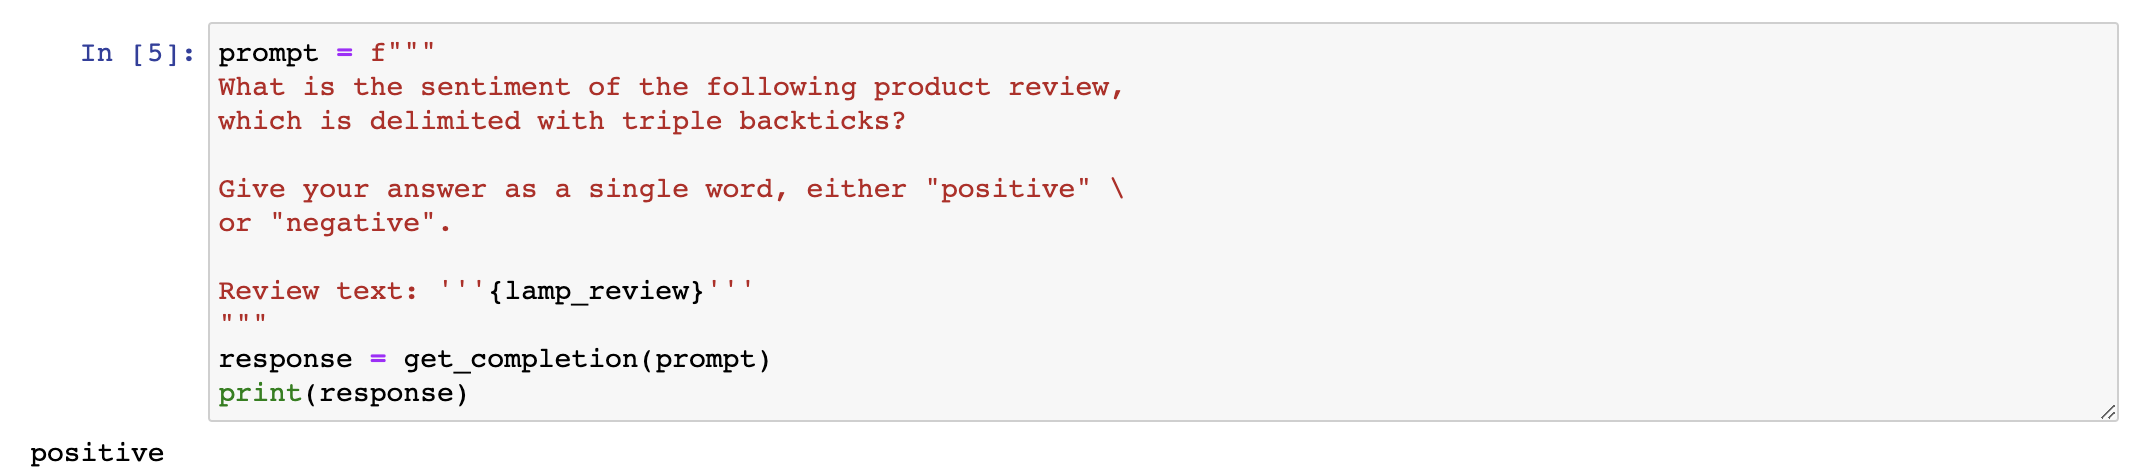 In [5]: prompt = f"""
What is the sentiment of the following product review,
which is delimited with triple backticks?
Give your answer as a single word, either "positive" \
or "negative".
Review text: '''{lamp_review}'''
"""
response = get_completion(prompt)
print(response)
positive